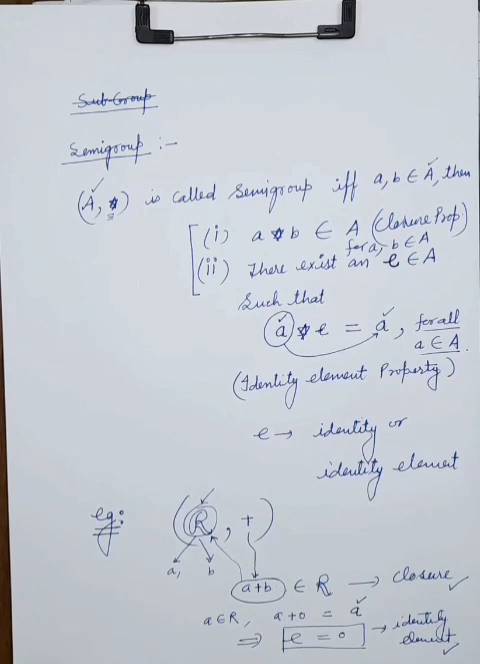 Sub-Group
Semigroup :-
(A, *) is called Semigroup iff a, b ∈ A, then
(i) a * b ∈ A (Closure Prop.)
for a, b ∈ A
(ii) There exist an e ∈ A
Such that
a * e = a, for all
a ∈ A.
(Identity element Property)
e → identity or
identity element
eg:
(ℝ, +)
a, b
a+b ∈ ℝ → closure ✓
a ∈ ℝ, a+0 = a
⇒ e = 0 → identity
element ✓